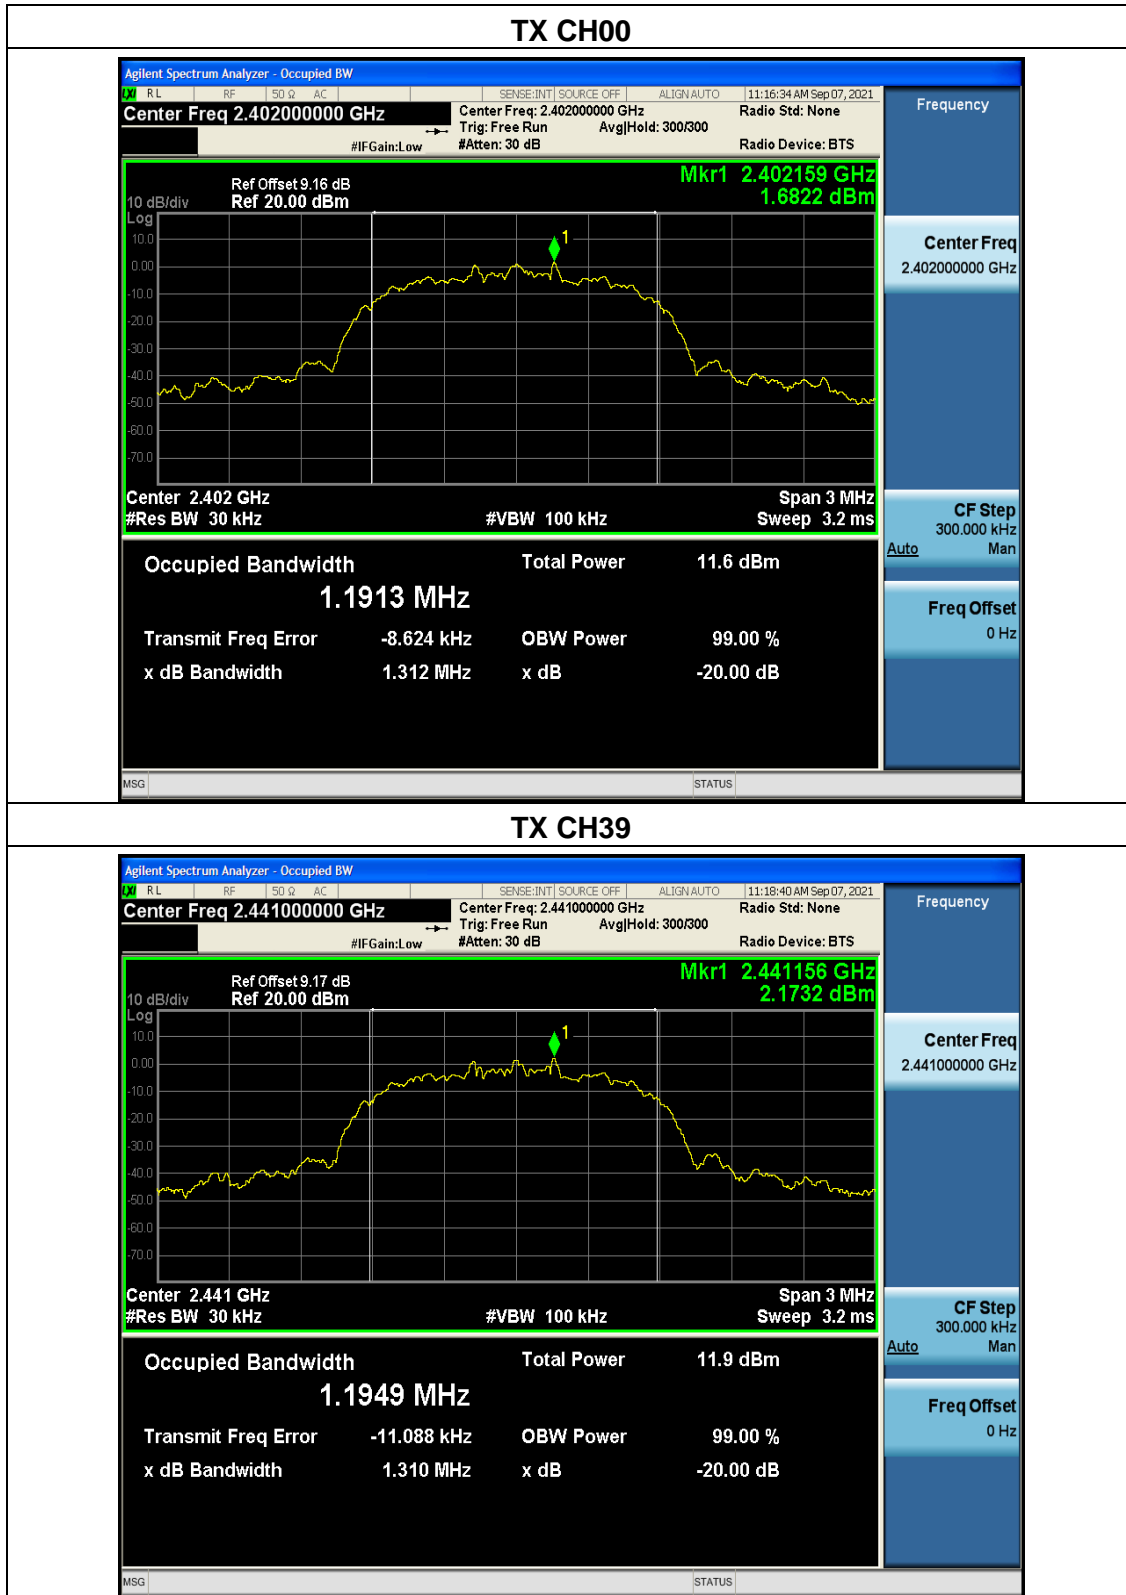 TX CH00
Agilent Spectrum Analyzer - Occupied BW
LXI RL RF 50 Ω AC SENSE:INT SOURCE OFF ALIGN AUTO 11:16:34 AM Sep 07, 2021
Center Freq 2.402000000 GHz
Center Freq: 2.402000000 GHz Radio Std: None
Trig: Free Run Avg|Hold: 300/300
#IFGain:Low #Atten: 30 dB Radio Device: BTS
Frequency
Mkr1 2.402159 GHz
1.6822 dBm
Ref Offset 9.16 dB
10 dB/div Ref 20.00 dBm
Log
10.0
0.00
-10.0
-20.0
-30.0
-40.0
-50.0
-60.0
-70.0
1
Center 2.402 GHz Span 3 MHz
#Res BW 30 kHz #VBW 100 kHz Sweep 3.2 ms
Center Freq
2.402000000 GHz
CF Step
300.000 kHz
Auto Man
Freq Offset
0 Hz
Occupied Bandwidth Total Power 11.6 dBm
1.1913 MHz
Transmit Freq Error -8.624 kHz OBW Power 99.00 %
x dB Bandwidth 1.312 MHz x dB -20.00 dB
MSG STATUS
TX CH39
Agilent Spectrum Analyzer - Occupied BW
LXI RL RF 50 Ω AC SENSE:INT SOURCE OFF ALIGN AUTO 11:18:40 AM Sep 07, 2021
Center Freq 2.441000000 GHz
Center Freq: 2.441000000 GHz Radio Std: None
Trig: Free Run Avg|Hold: 300/300
#IFGain:Low #Atten: 30 dB Radio Device: BTS
Frequency
Mkr1 2.441156 GHz
2.1732 dBm
Ref Offset 9.17 dB
10 dB/div Ref 20.00 dBm
Log
10.0
0.00
-10.0
-20.0
-30.0
-40.0
-50.0
-60.0
-70.0
1
Center 2.441 GHz Span 3 MHz
#Res BW 30 kHz #VBW 100 kHz Sweep 3.2 ms
Center Freq
2.441000000 GHz
CF Step
300.000 kHz
Auto Man
Freq Offset
0 Hz
Occupied Bandwidth Total Power 11.9 dBm
1.1949 MHz
Transmit Freq Error -11.088 kHz OBW Power 99.00 %
x dB Bandwidth 1.310 MHz x dB -20.00 dB
MSG STATUS